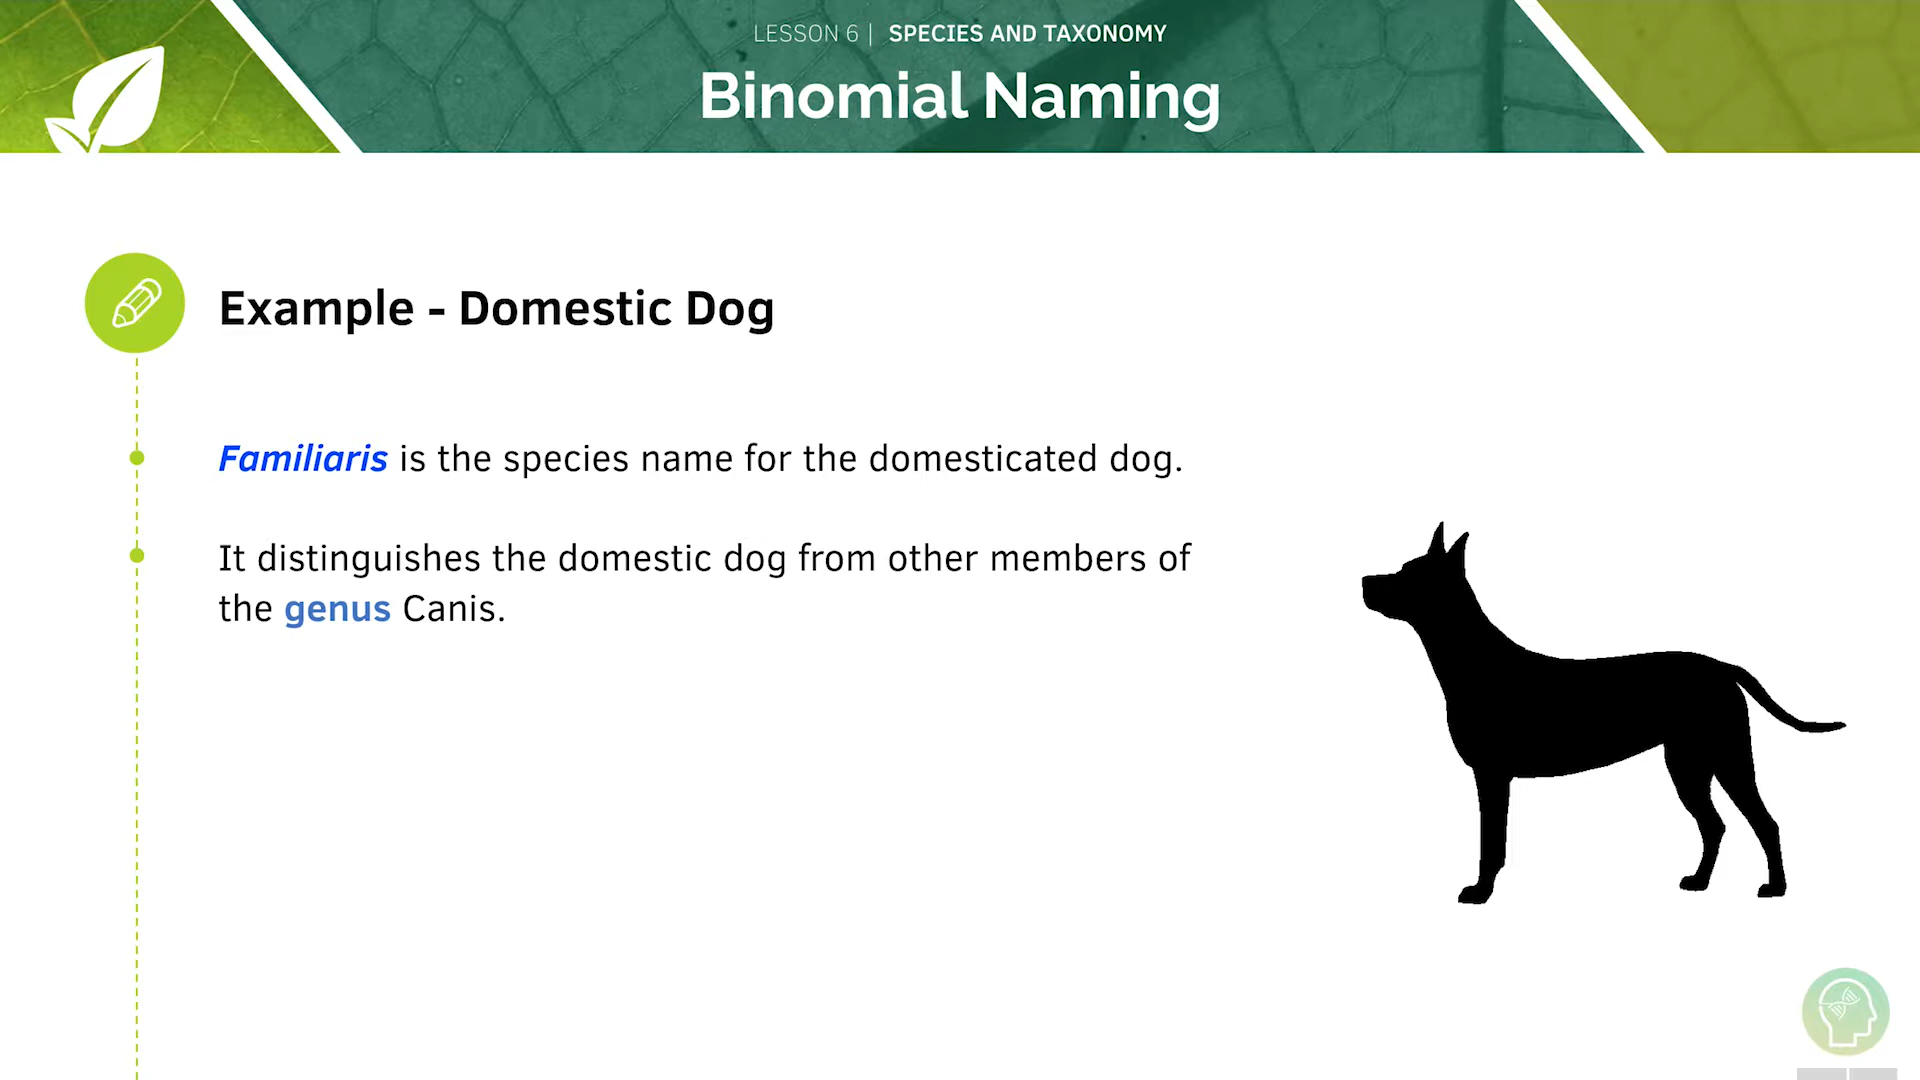 LESSON 6 | SPECIES AND TAXONOMY
Binomial Naming
Example - Domestic Dog
Familiaris is the species name for the domesticated dog.
It distinguishes the domestic dog from other members of
the genus Canis.